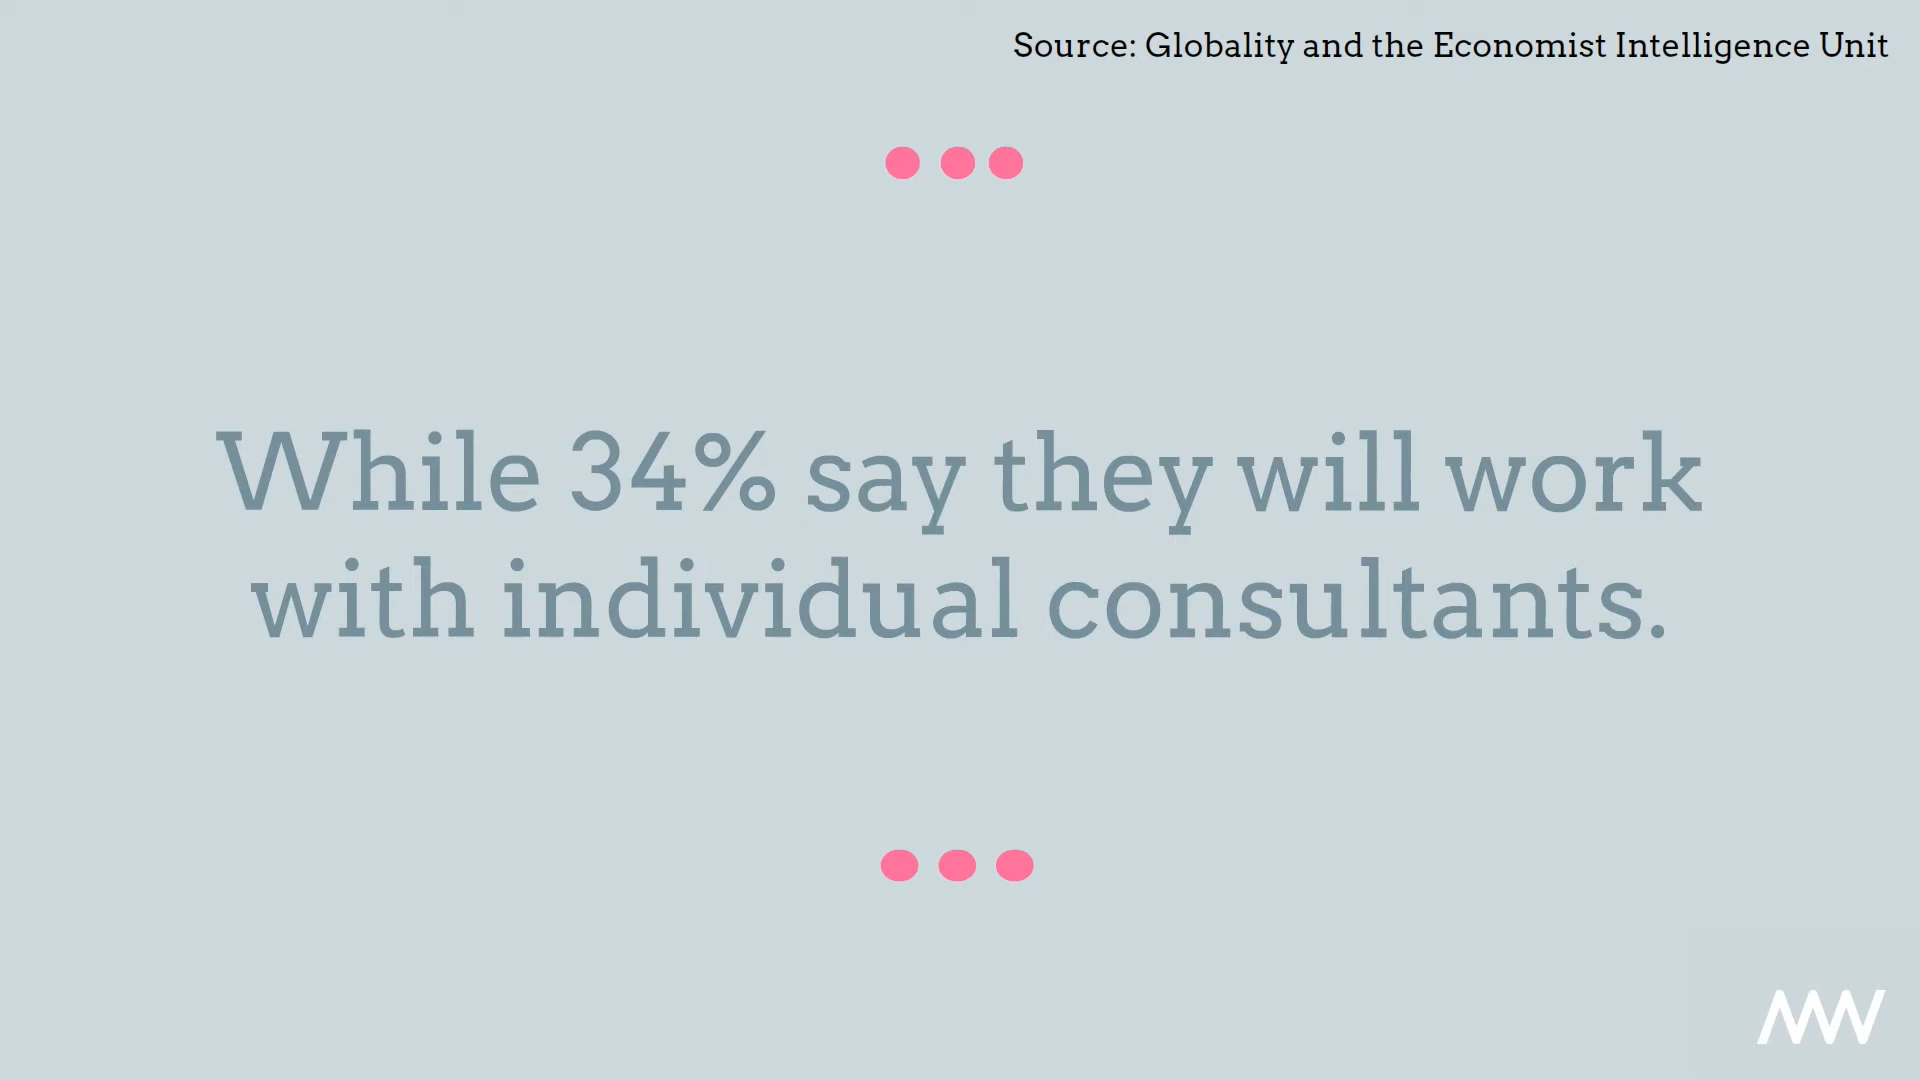 Source: Globality and the Economist Intelligence Unit
While 34% say they will work
with individual consultants.